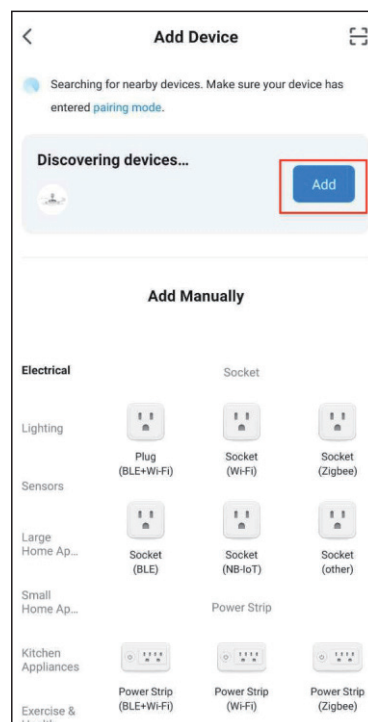 Add Device
Searching for nearby devices. Make sure your device has
entered pairing mode.
Discovering devices...
Add
Add Manually
Electrical
Lighting
Sensors
Large
Home Ap...
Small
Home Ap...
Kitchen
Appliances
Exercise &
Socket
Plug
(BLE+Wi-Fi)
Socket
(Wi-Fi)
Socket
(Zigbee)
Socket
(BLE)
Socket
(NB-IoT)
Socket
(other)
Power Strip
Power Strip
(BLE+Wi-Fi)
Power Strip
(Wi-Fi)
Power Strip
(Zigbee)